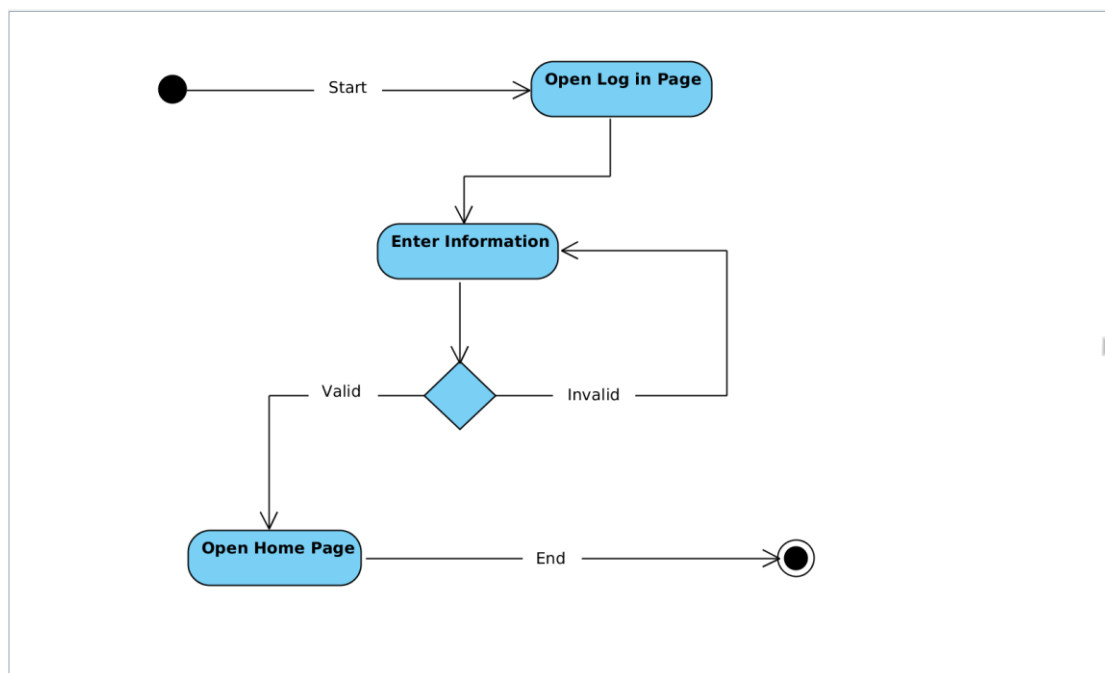 Start
Open Log in Page
Enter Information
Valid
Invalid
Open Home Page
End